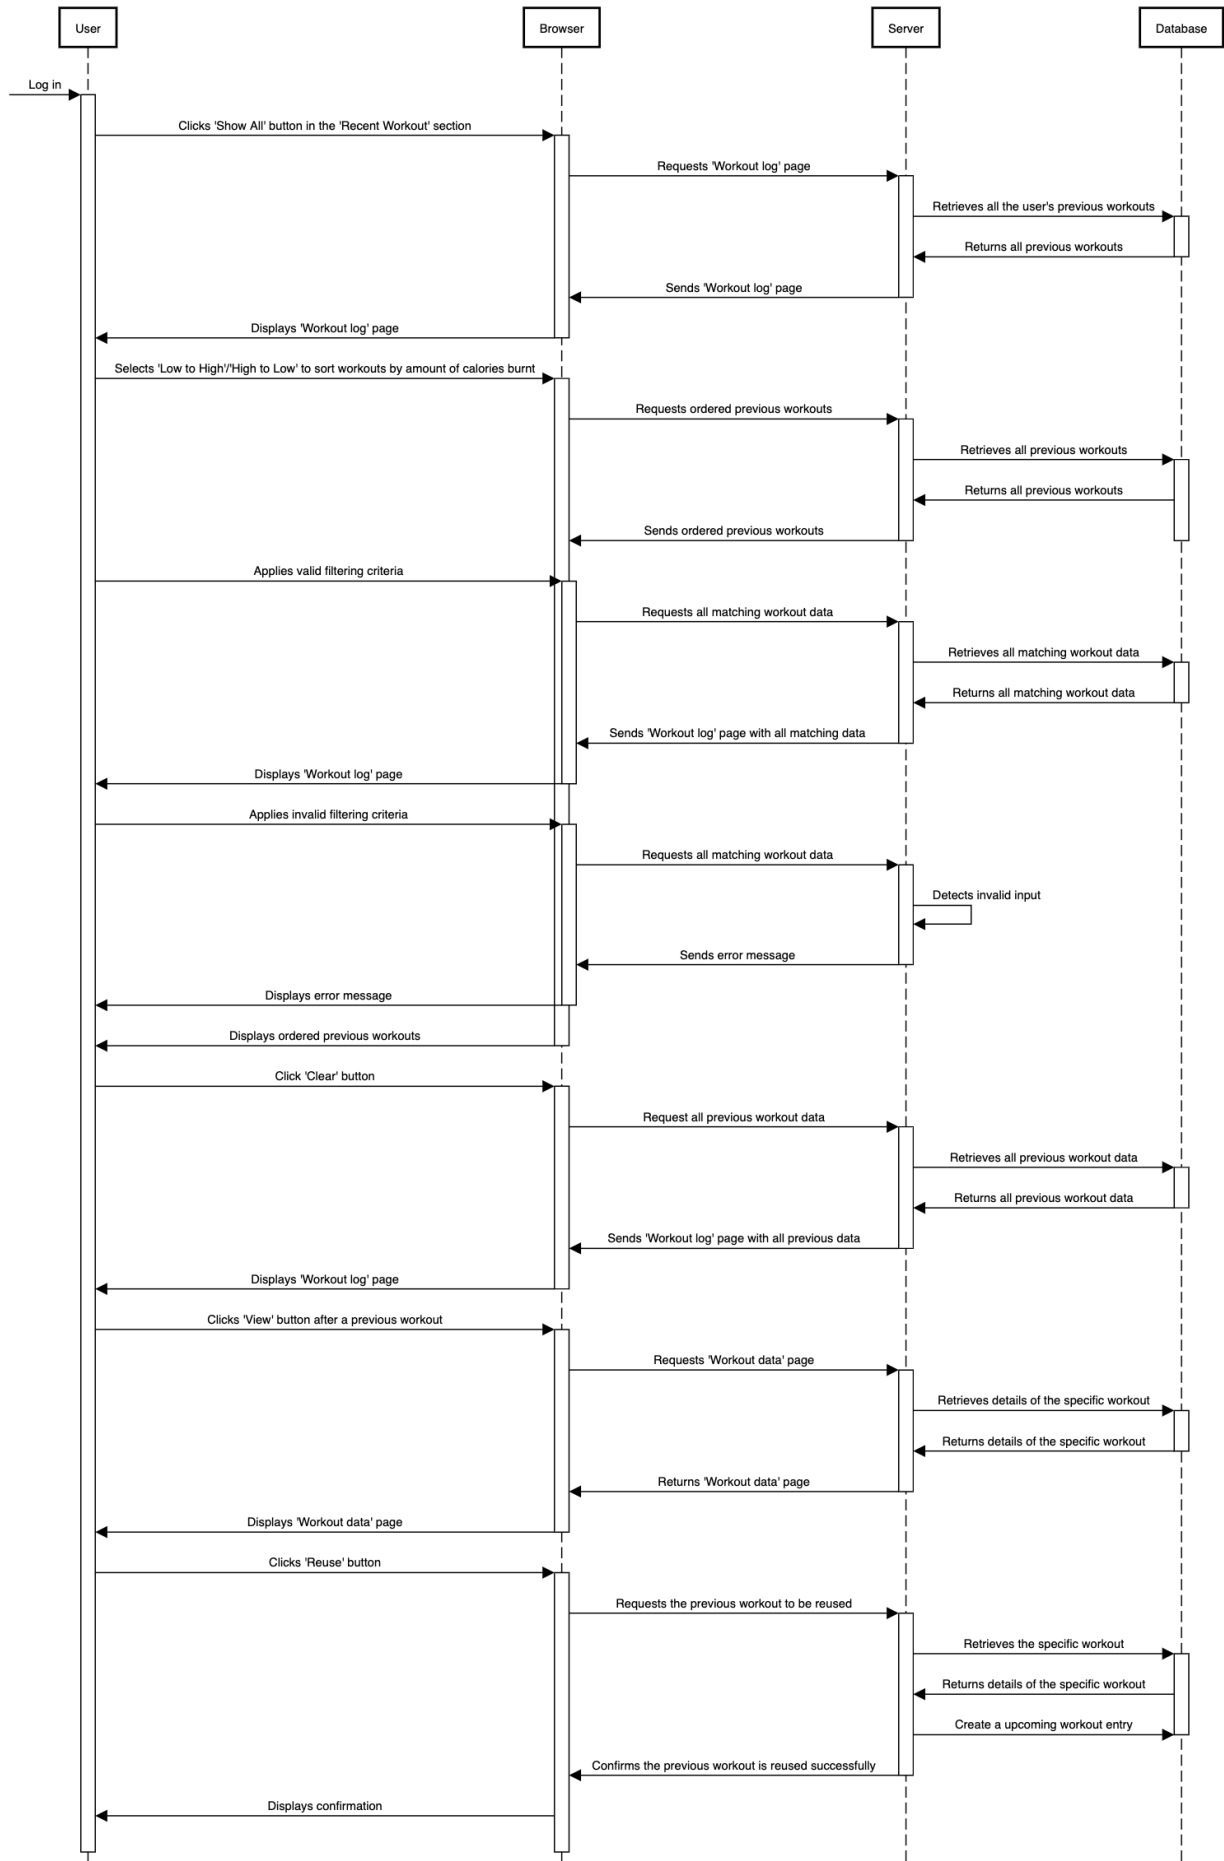 User
Browser
Server
Database
Log in
Clicks 'Show All' button in the 'Recent Workout' section
Requests 'Workout log' page
Retrieves all the user's previous workouts
Returns all previous workouts
Sends 'Workout log' page
Displays 'Workout log' page
Selects 'Low to High'/'High to Low' to sort workouts by amount of calories burnt
Requests ordered previous workouts
Retrieves all previous workouts
Returns all previous workouts
Sends ordered previous workouts
Applies valid filtering criteria
Requests all matching workout data
Retrieves all matching workout data
Returns all matching workout data
Sends 'Workout log' page with all matching data
Displays 'Workout log' page
Applies invalid filtering criteria
Requests all matching workout data
Detects invalid input
Sends error message
Displays error message
Displays ordered previous workouts
Click 'Clear' button
Request all previous workout data
Retrieves all previous workout data
Returns all previous workout data
Sends 'Workout log' page with all previous data
Displays 'Workout log' page
Clicks 'View' button after a previous workout
Requests 'Workout data' page
Retrieves details of the specific workout
Returns details of the specific workout
Returns 'Workout data' page
Displays 'Workout data' page
Clicks 'Reuse' button
Requests the previous workout to be reused
Retrieves the specific workout
Returns details of the specific workout
Create a upcoming workout entry
Confirms the previous workout is reused successfully
Displays confirmation